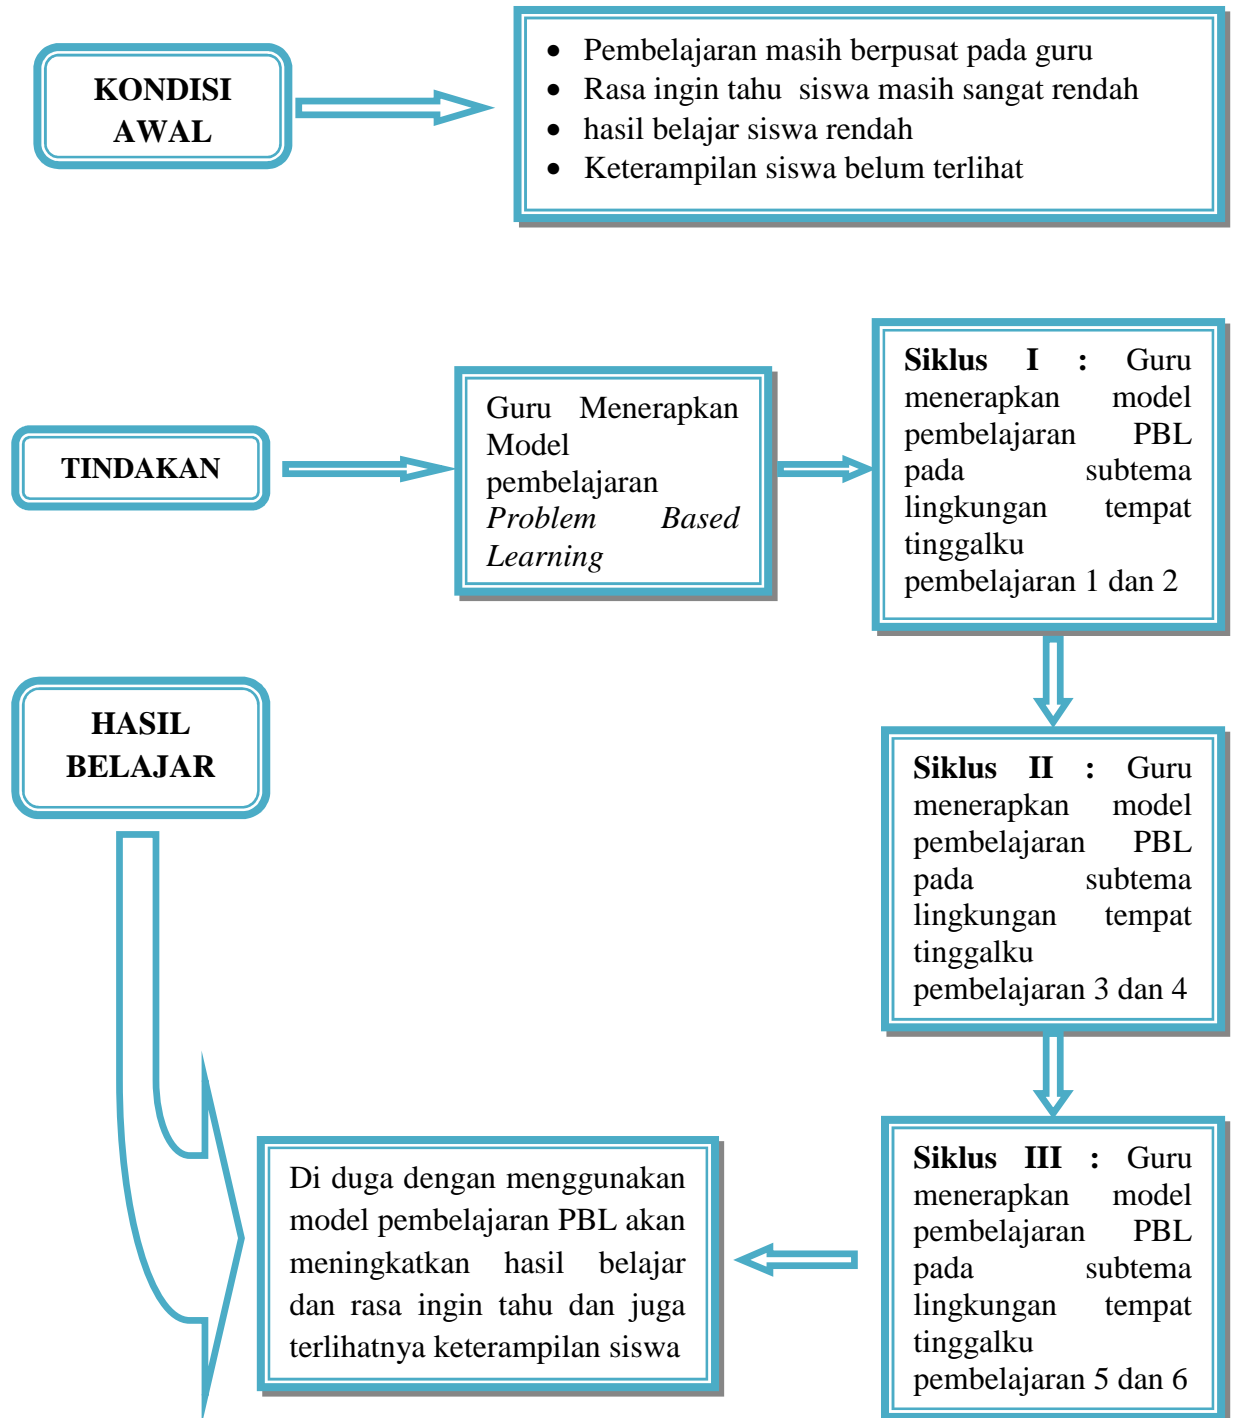 KONDISI
AWAL
• Pembelajaran masih berpusat pada guru
• Rasa ingin tahu siswa masih sangat rendah
• hasil belajar siswa rendah
• Keterampilan siswa belum terlihat
TINDAKAN
Guru Menerapkan
Model
pembelajaran
Problem Based
Learning
Siklus I : Guru
menerapkan model
pembelajaran PBL
pada subtema
lingkungan tempat
tinggalku
pembelajaran 1 dan 2
HASIL
BELAJAR
Siklus II : Guru
menerapkan model
pembelajaran PBL
pada subtema
lingkungan tempat
tinggalku
pembelajaran 3 dan 4
Siklus III : Guru
menerapkan model
pembelajaran PBL
pada subtema
lingkungan tempat
tinggalku
pembelajaran 5 dan 6
Di duga dengan menggunakan
model pembelajaran PBL akan
meningkatkan hasil belajar
dan rasa ingin tahu dan juga
terlihatnya keterampilan siswa